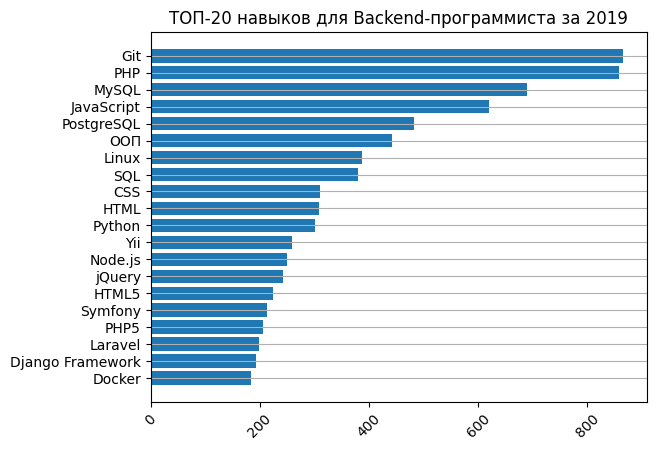 ТОП-20 навыков для Backend-программиста за 2019
Git
PHP
MySQL
JavaScript
PostgreSQL
ООП
Linux
SQL
CSS
HTML
Python
Yii
Node.js
jQuery
HTML5
Symfony
PHP5
Laravel
Django Framework
Docker
0
200
400
600
800